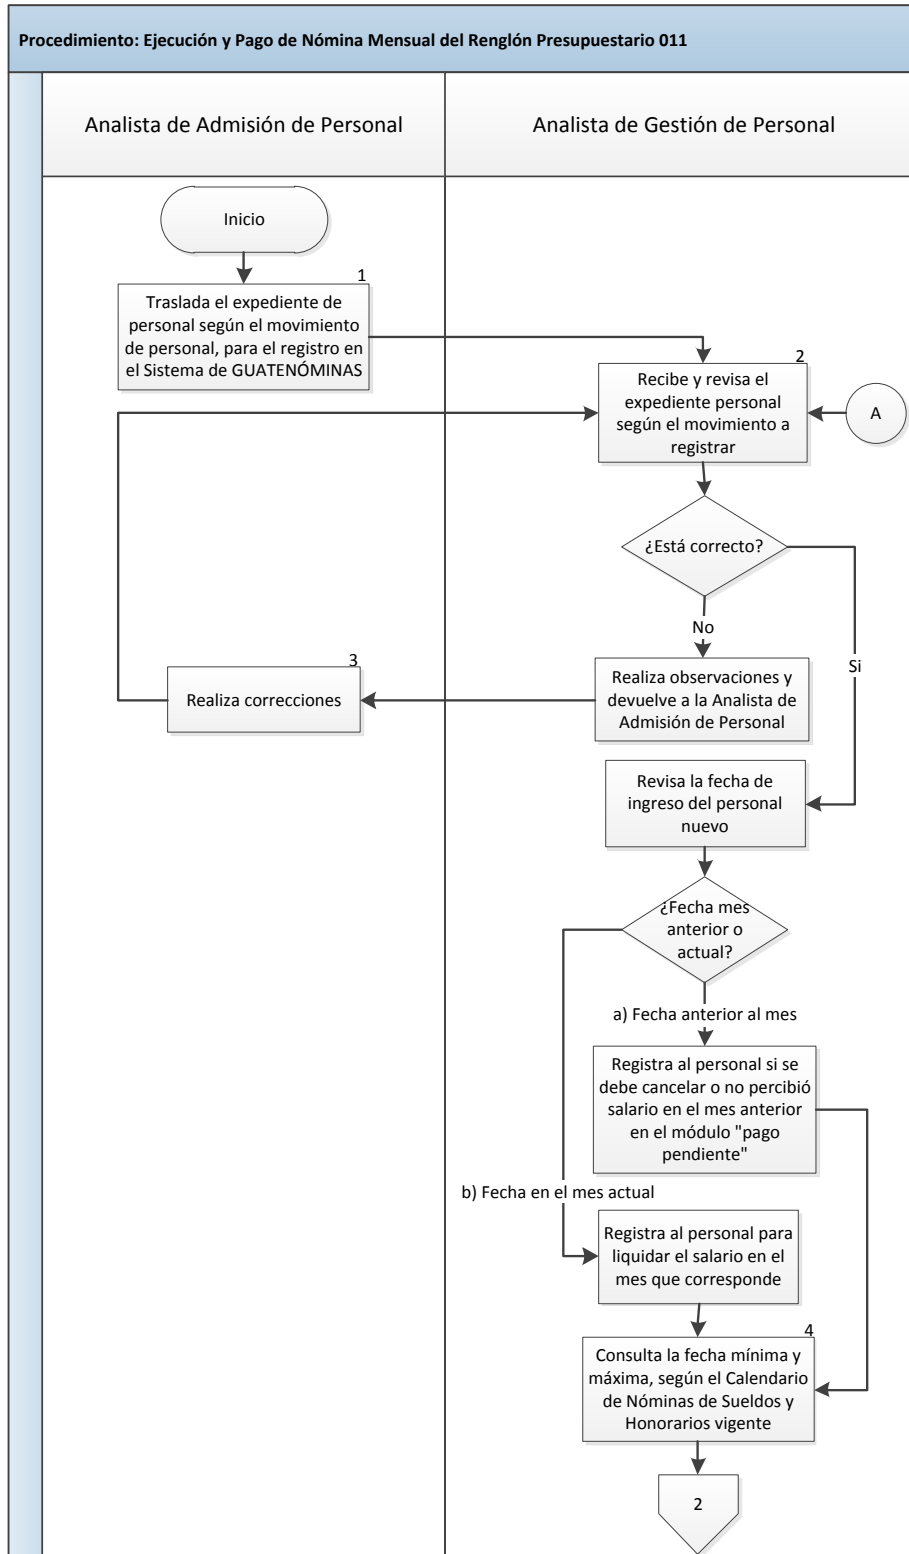 Procedimiento: Ejecución y Pago de Nómina Mensual del Renglón Presupuestario 011
Analista de Admisión de Personal
Analista de Gestión de Personal
Inicio
1
Traslada el expediente de
personal según el movimiento
de personal, para el registro en
el Sistema de GUATENÓMINAS
2
Recibe y revisa el
expediente personal
según el movimiento a
registrar
A
¿Está correcto?
No
Si
3
Realiza correcciones
Realiza observaciones y
devuelve a la Analista de
Admisión de Personal
Revisa la fecha de
ingreso del personal
nuevo
¿Fecha mes
anterior o
actual?
a) Fecha anterior al mes
Registra al personal si se
debe cancelar o no percibió
salario en el mes anterior
en el módulo "pago
pendiente"
b) Fecha en el mes actual
Registra al personal para
liquidar el salario en el
mes que corresponde
4
Consulta la fecha mínima y
máxima, según el Calendario
de Nóminas de Sueldos y
Honorarios vigente
2